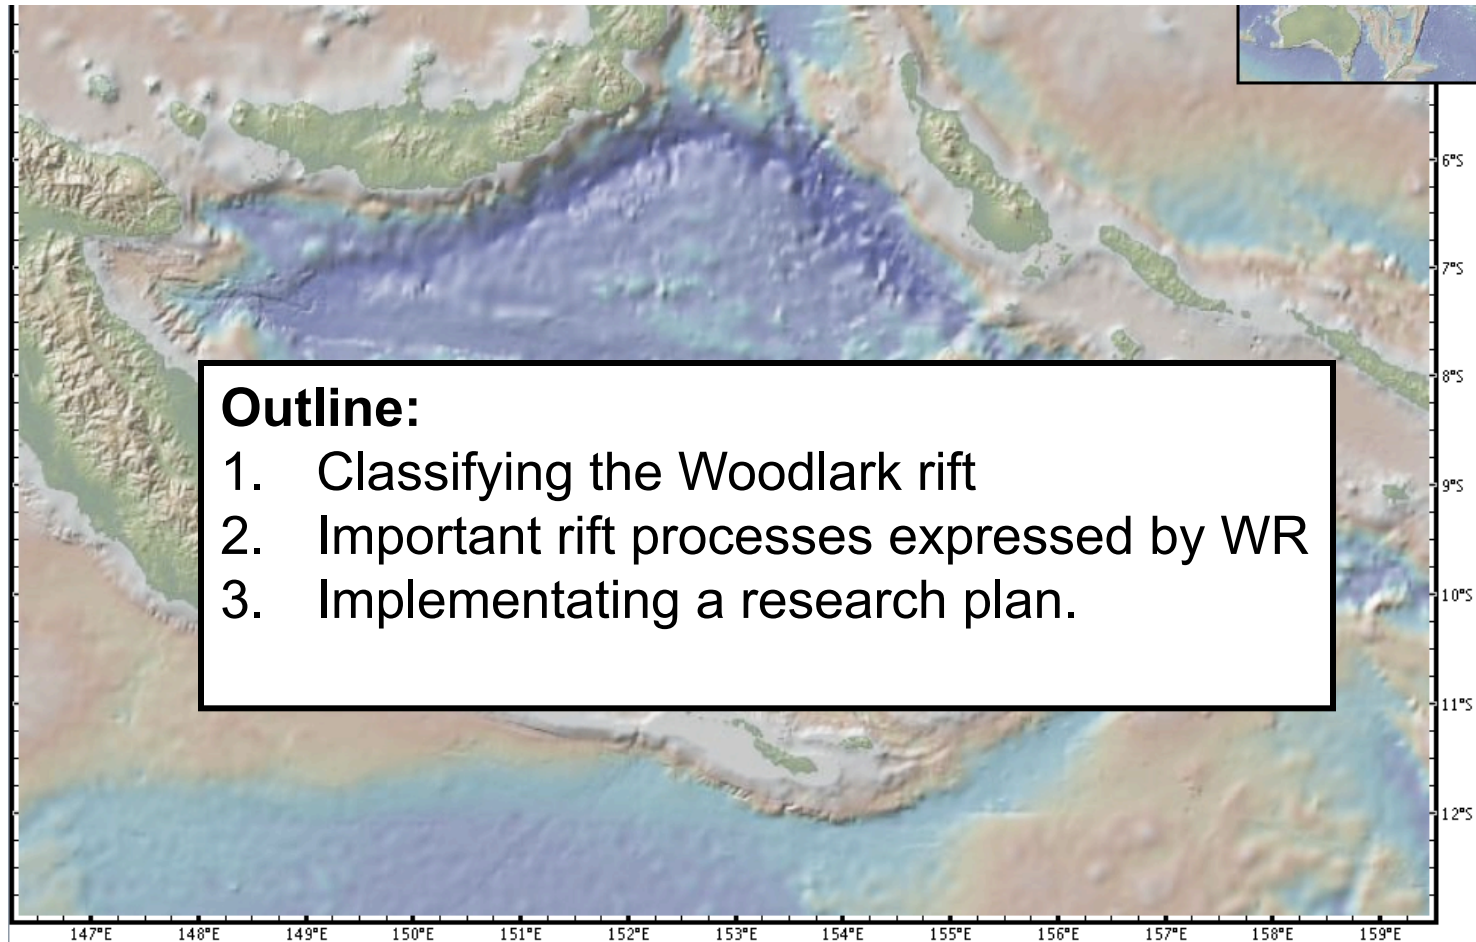 Outline:
1. Classifying the Woodlark rift
2. Important rift processes expressed by WR
3. Implementating a research plan.
6°S
7°S
8°S
9°S
10°S
11°S
12°S
147°E 148°E 149°E 150°E 151°E 152°E 153°E 154°E 155°E 156°E 157°E 158°E 159°E